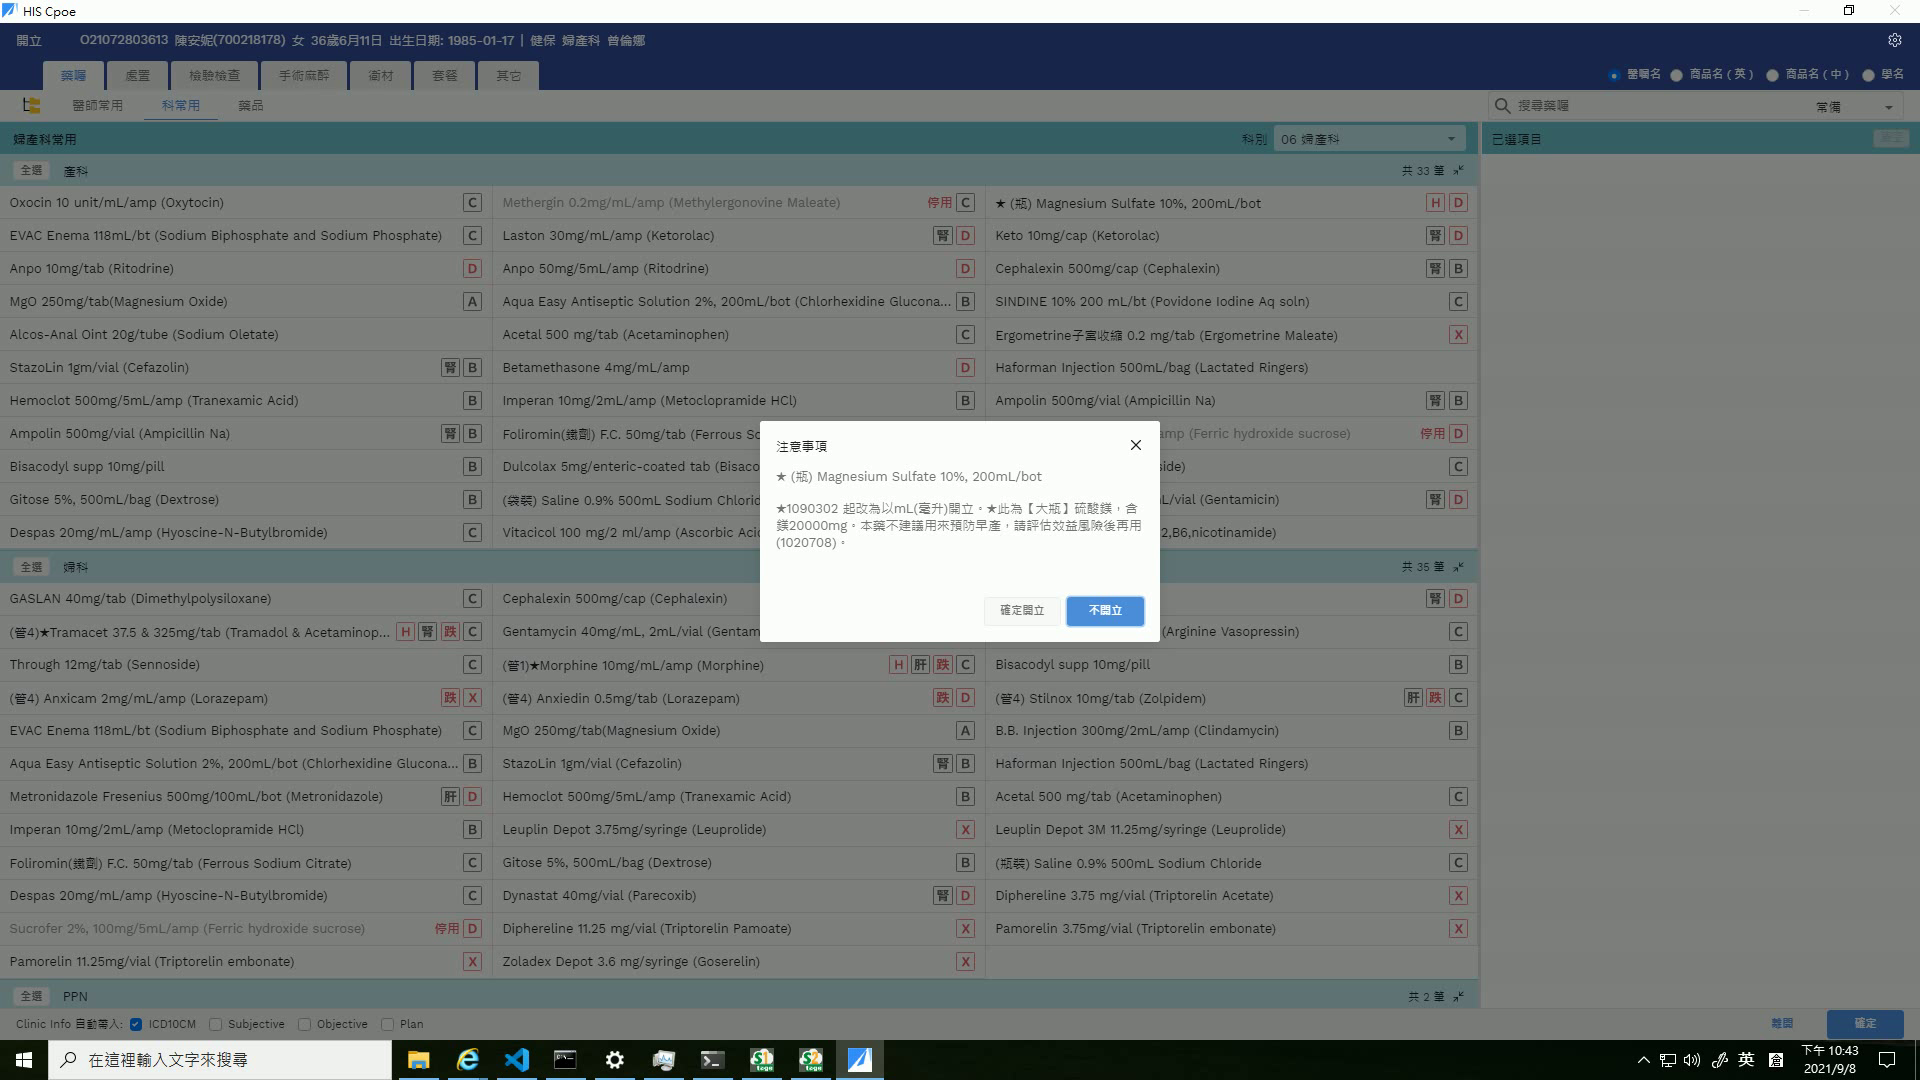 HIS Cpoe
開立 O21072803613 陳安妮(700218178) 女 36歲6月11日 出生日期: 1985-01-17 | 健保 婦產科 曾倫娜
藥囑 處置 檢驗檢查 手術麻醉 衛材 套餐 其它 醫囑名 商品名 ( 英 ) 商品名 ( 中 ) 學名
醫師常用 科常用 藥品 搜尋藥囑 常備
婦產科常用 科別 06 婦產科 已選項目
全選 產科 共 33 筆
Oxocin 10 unit/mL/amp (Oxytocin) C Methergin 0.2mg/mL/amp (Methylergonovine Maleate) 停用 C ★ (瓶) Magnesium Sulfate 10%, 200mL/bot H D
EVAC Enema 118mL/bt (Sodium Biphosphate and Sodium Phosphate) C Laston 30mg/mL/amp (Ketorolac) 腎 D Keto 10mg/cap (Ketorolac) 腎 D
Anpo 10mg/tab (Ritodrine) D Anpo 50mg/5mL/amp (Ritodrine) D Cephalexin 500mg/cap (Cephalexin) 腎 B
MgO 250mg/tab(Magnesium Oxide) A Aqua Easy Antiseptic Solution 2%, 200mL/bot (Chlorhexidine Glucona... B SINDINE 10% 200 mL/bt (Povidone Iodine Aq soln) C
Alcos-Anal Oint 20g/tube (Sodium Oletate) Acetal 500 mg/tab (Acetaminophen) C Ergometrine子宮收縮 0.2 mg/tab (Ergometrine Maleate) X
StazoLin 1gm/vial (Cefazolin) 腎 B Betamethasone 4mg/mL/amp D Haforman Injection 500mL/bag (Lactated Ringers)
Hemoclot 500mg/5mL/amp (Tranexamic Acid) B Imperan 10mg/2mL/amp (Metoclopramide HCl) B Ampolin 500mg/vial (Ampicillin Na) 腎 B
Ampolin 500mg/vial (Ampicillin Na) 腎 B Foliromin(鐵劑) F.C. 50mg/tab (Ferrous So amp (Ferric hydroxide sucrose) 停用 D
Bisacodyl supp 10mg/pill B Dulcolax 5mg/enteric-coated tab (Bisaco side) C
Gitose 5%, 500mL/bag (Dextrose) B (袋裝) Saline 0.9% 500mL Sodium Chlorid L/vial (Gentamicin) 腎 D
Despas 20mg/mL/amp (Hyoscine-N-Butylbromide) C Vitacicol 100 mg/2 ml/amp (Ascorbic Aci 2,B6,nicotinamide)
注意事項
★ (瓶) Magnesium Sulfate 10%, 200mL/bot
★1090302 起改為以mL(毫升)開立。★此為【大瓶】硫酸鎂，含
鎂20000mg。本藥不建議用來預防早產，請評估效益風險後再用
(1020708)。
確定開立 不開立
全選 婦科 共 35 筆
GASLAN 40mg/tab (Dimethylpolysiloxane) C Cephalexin 500mg/cap (Cephalexin) 腎 D
(管4)★Tramacet 37.5 & 325mg/tab (Tramadol & Acetaminop... H 腎 跌 C Gentamycin 40mg/mL, 2mL/vial (Gentam (Arginine Vasopressin) C
Through 12mg/tab (Sennoside) C (管1)★Morphine 10mg/mL/amp (Morphine) H 肝 跌 C Bisacodyl supp 10mg/pill B
(管4) Anxicam 2mg/mL/amp (Lorazepam) 跌 X (管4) Anxiedin 0.5mg/tab (Lorazepam) 跌 D (管4) Stilnox 10mg/tab (Zolpidem) 肝 跌 C
EVAC Enema 118mL/bt (Sodium Biphosphate and Sodium Phosphate) C MgO 250mg/tab(Magnesium Oxide) A B.B. Injection 300mg/2mL/amp (Clindamycin) B
Aqua Easy Antiseptic Solution 2%, 200mL/bot (Chlorhexidine Glucona... B StazoLin 1gm/vial (Cefazolin) 腎 B Haforman Injection 500mL/bag (Lactated Ringers)
Metronidazole Fresenius 500mg/100mL/bot (Metronidazole) 肝 D Hemoclot 500mg/5mL/amp (Tranexamic Acid) B Acetal 500 mg/tab (Acetaminophen) C
Imperan 10mg/2mL/amp (Metoclopramide HCl) B Leuplin Depot 3.75mg/syringe (Leuprolide) X Leuplin Depot 3M 11.25mg/syringe (Leuprolide) X
Foliromin(鐵劑) F.C. 50mg/tab (Ferrous Sodium Citrate) C Gitose 5%, 500mL/bag (Dextrose) B (瓶裝) Saline 0.9% 500mL Sodium Chloride C
Despas 20mg/mL/amp (Hyoscine-N-Butylbromide) C Dynastat 40mg/vial (Parecoxib) 腎 D Diphereline 3.75 mg/vial (Triptorelin Acetate) X
Sucrofer 2%, 100mg/5mL/amp (Ferric hydroxide sucrose) 停用 D Diphereline 11.25 mg/vial (Triptorelin Pamoate) X Pamorelin 3.75mg/vial (Triptorelin embonate) X
Pamorelin 11.25mg/vial (Triptorelin embonate) X Zoladex Depot 3.6 mg/syringe (Goserelin) X
全選 PPN 共 2 筆
Clinic Info 自動帶入: ICD10CM Subjective Objective Plan 離開 確定
在這裡輸入文字來搜尋 S1 toga S2 toga 英 下午 10:43
2021/9/8